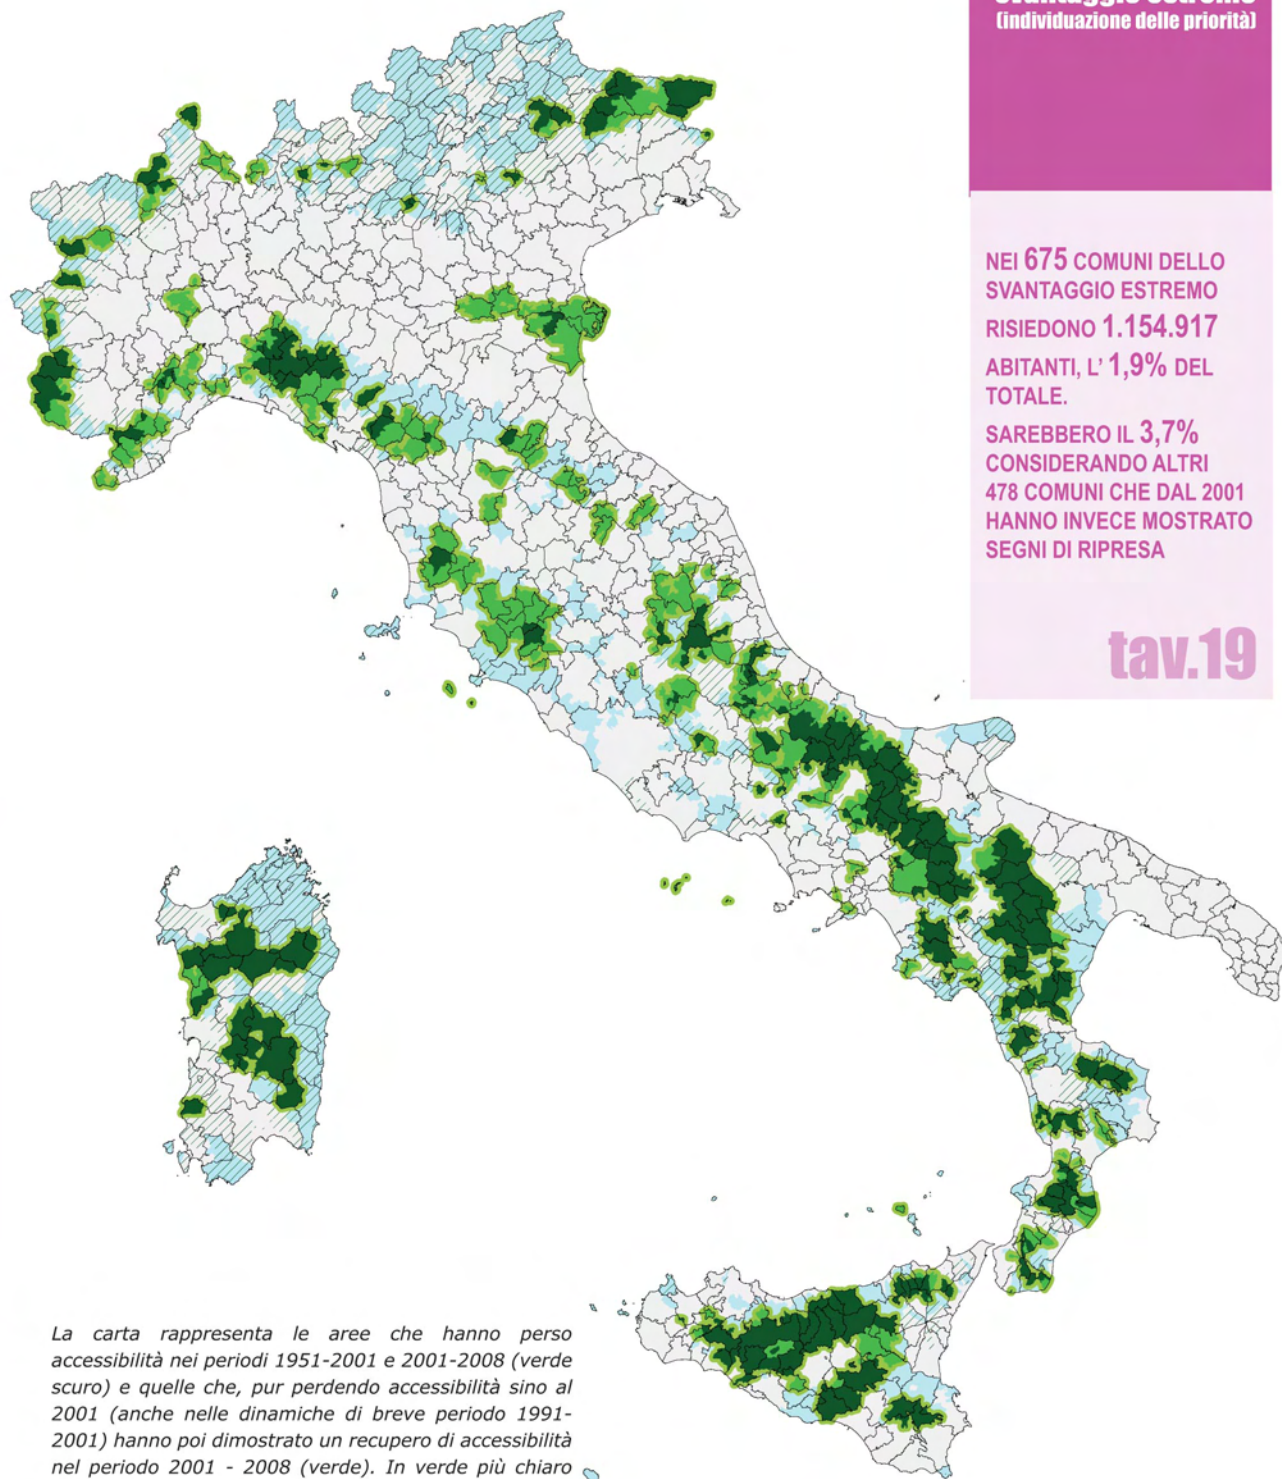 (individuazione delle priorità)
NEI 675 COMUNI DELLO
SVANTAGGIO ESTREMO
RISIEDONO 1.154.917
ABITANTI, L' 1,9% DEL
TOTALE.
SAREBBERO IL 3,7%
CONSIDERANDO ALTRI
478 COMUNI CHE DAL 2001
HANNO INVECE MOSTRATO
SEGNI DI RIPRESA
tav.19
La carta rappresenta le aree che hanno perso
accessibilità nei periodi 1951-2001 e 2001-2008 (verde
scuro) e quelle che, pur perdendo accessibilità sino al
2001 (anche nelle dinamiche di breve periodo 1991-
2001) hanno poi dimostrato un recupero di accessibilità
nel periodo 2001 - 2008 (verde). In verde più chiaro